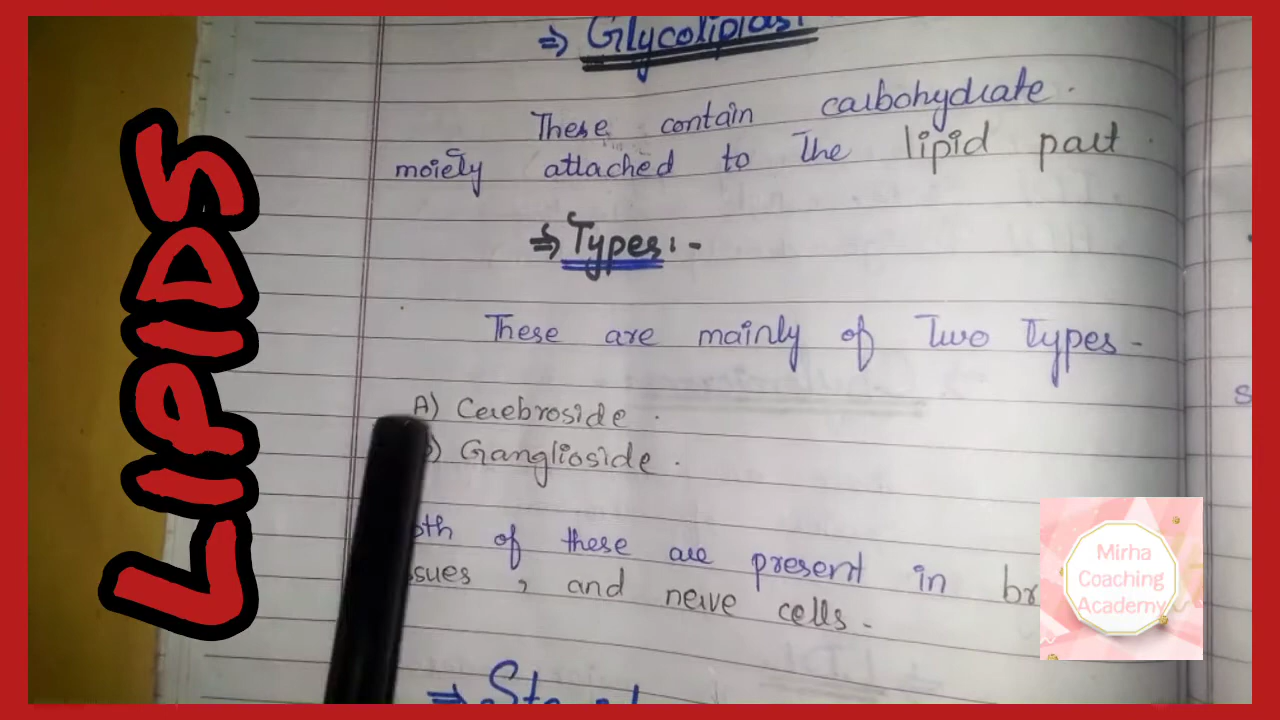 LIPIDS
⇒ Glycolipids:
These contain carbohydrate.
moiety attached to the lipid part.
⇒ Types:-
These are mainly of Two Types-
A) Cerebroside.
B) Ganglioside.
of these are present in
, and nerve cells.
Mirha
Coaching
Academy